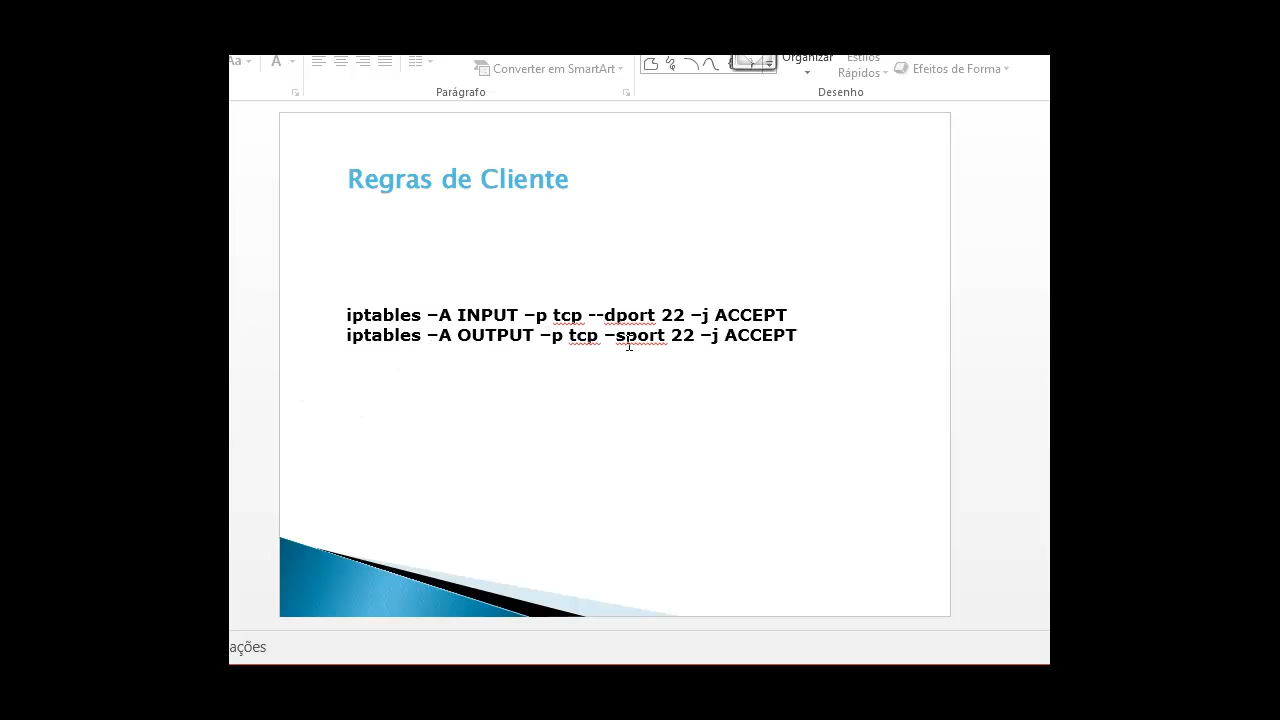 Aa A
Converter em SmartArt
Organizar
Estilos
Rápidos
Efeitos de Forma
Parágrafo
Desenho
Regras de Cliente
iptables –A INPUT –p tcp --dport 22 –j ACCEPT
iptables –A OUTPUT –p tcp –sport 22 –j ACCEPT
ações